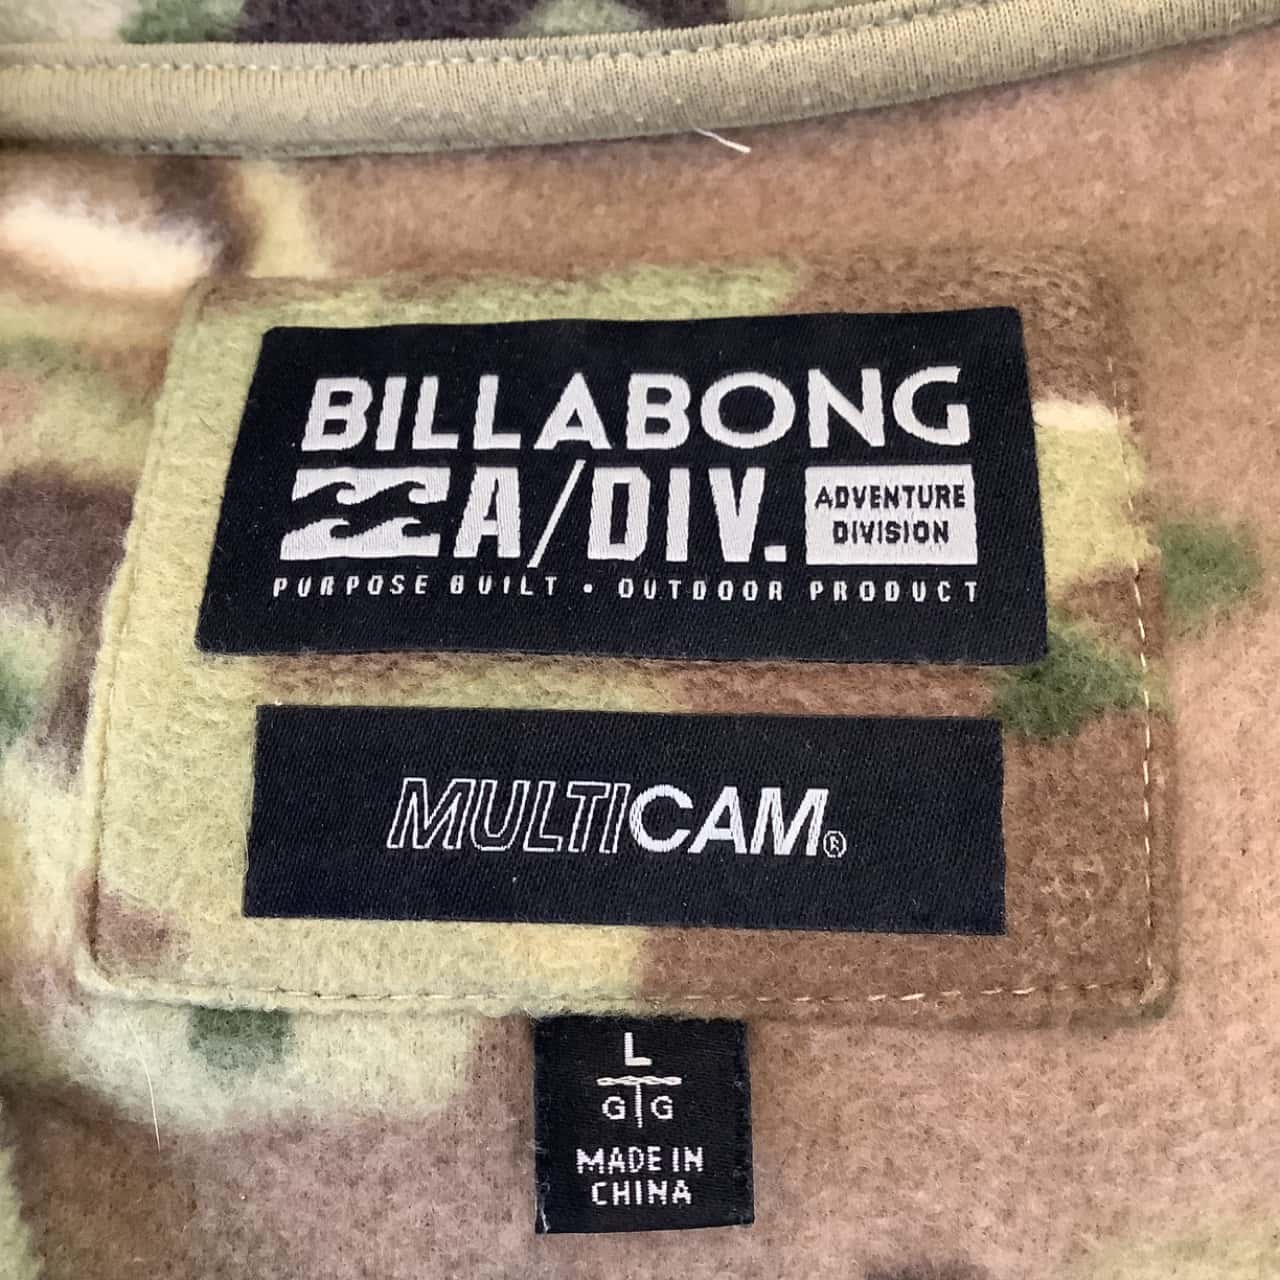 BILLABONG
A/DIV. ADVENTURE
DIVISION
PURPOSE BUILT • OUTDOOR PRODUCT
MULTICAM®
L
G G
MADE IN
CHINA